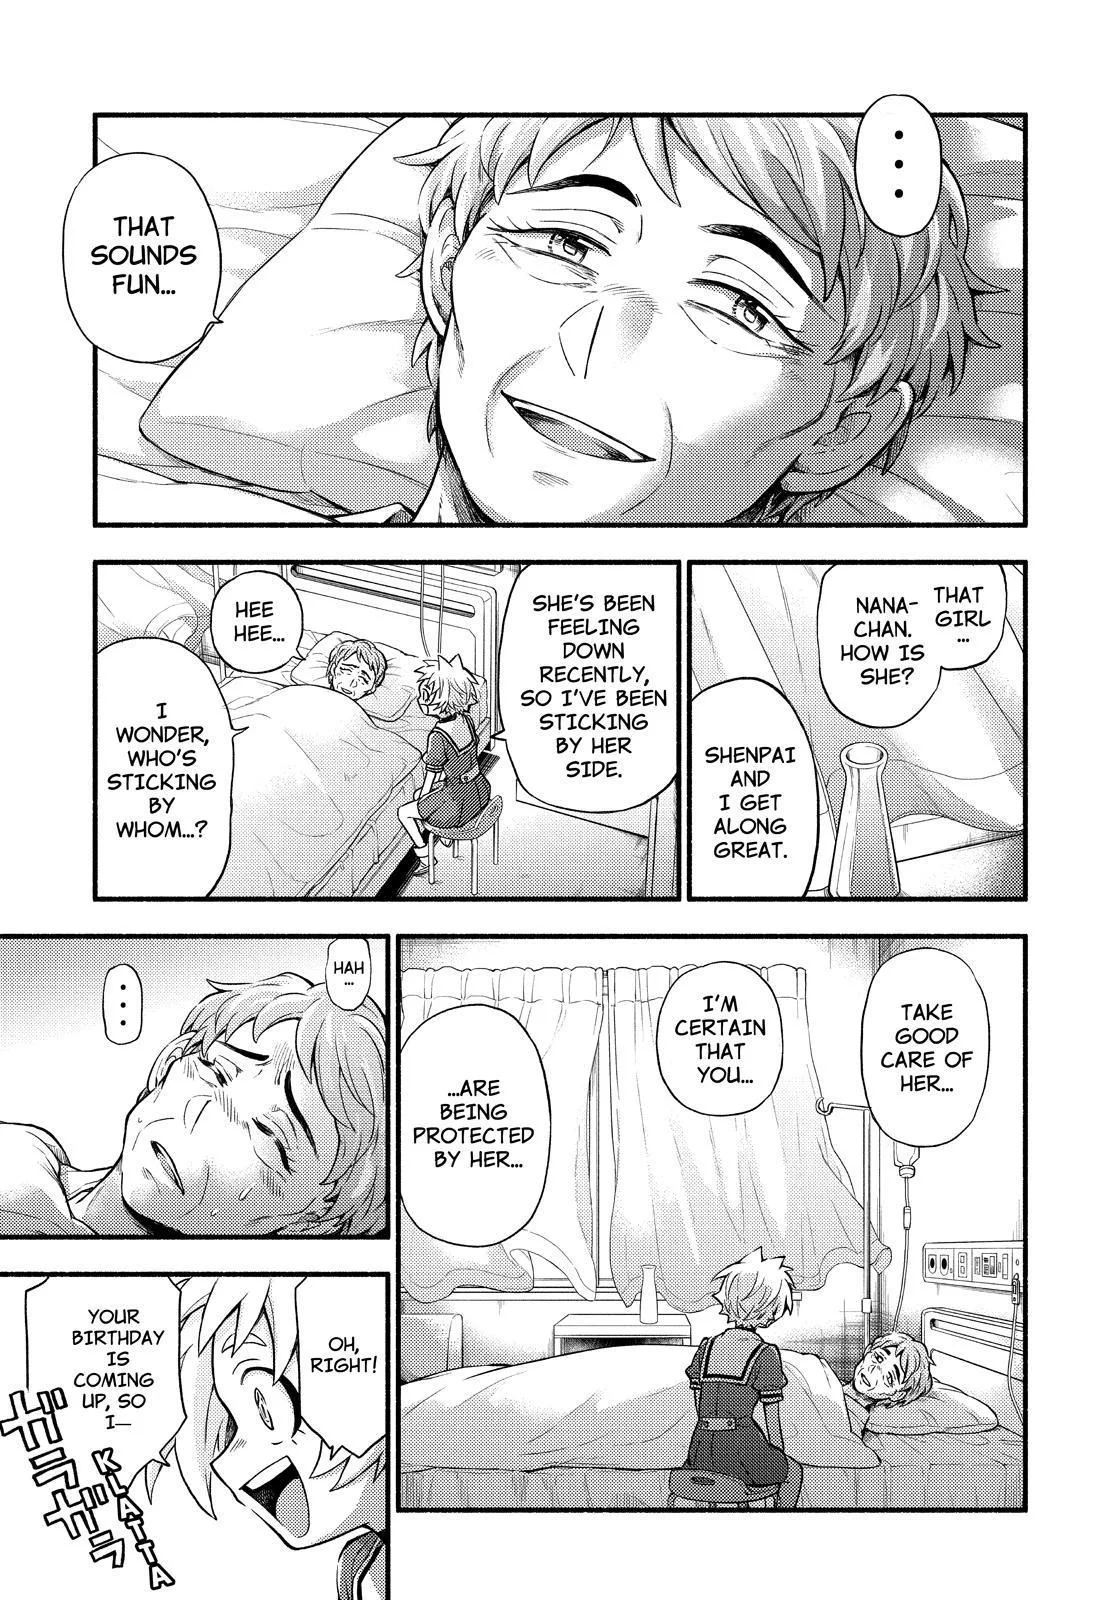 ...
THAT
SOUNDS
FUN...
THAT
GIRL
...
NANA-
CHAN.
HOW IS
SHE?
SHENPAI
AND
I GET
ALONG
GREAT.
SHE'S BEEN
FEELING
DOWN
RECENTLY,
SO I'VE BEEN
STICKING
BY HER
SIDE.
HEE
HEE...
I
WONDER,
WHO'S
STICKING
BY
WHOM...?
TAKE
GOOD
CARE OF
HER...
I'M
CERTAIN
THAT
YOU...
...ARE
BEING
PROTECTED
BY HER...
HAH
...
...
OH,
RIGHT!
YOUR
BIRTHDAY
IS
COMING
UP, SO
I—
ガラガラ
KLATTA